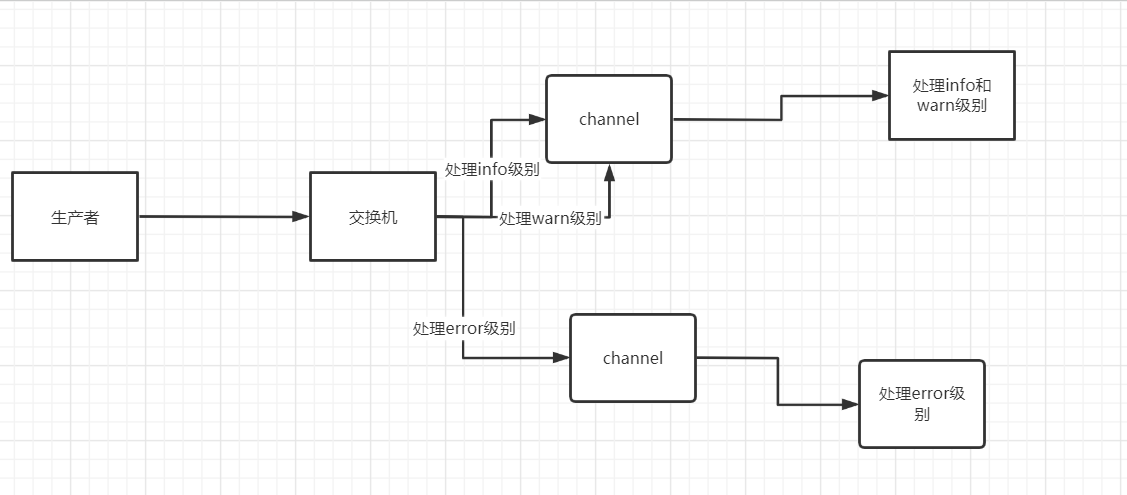 生产者
交换机
处理info级别
处理warn级别
处理error级别
channel
channel
处理info和
warn级别
处理error级
别